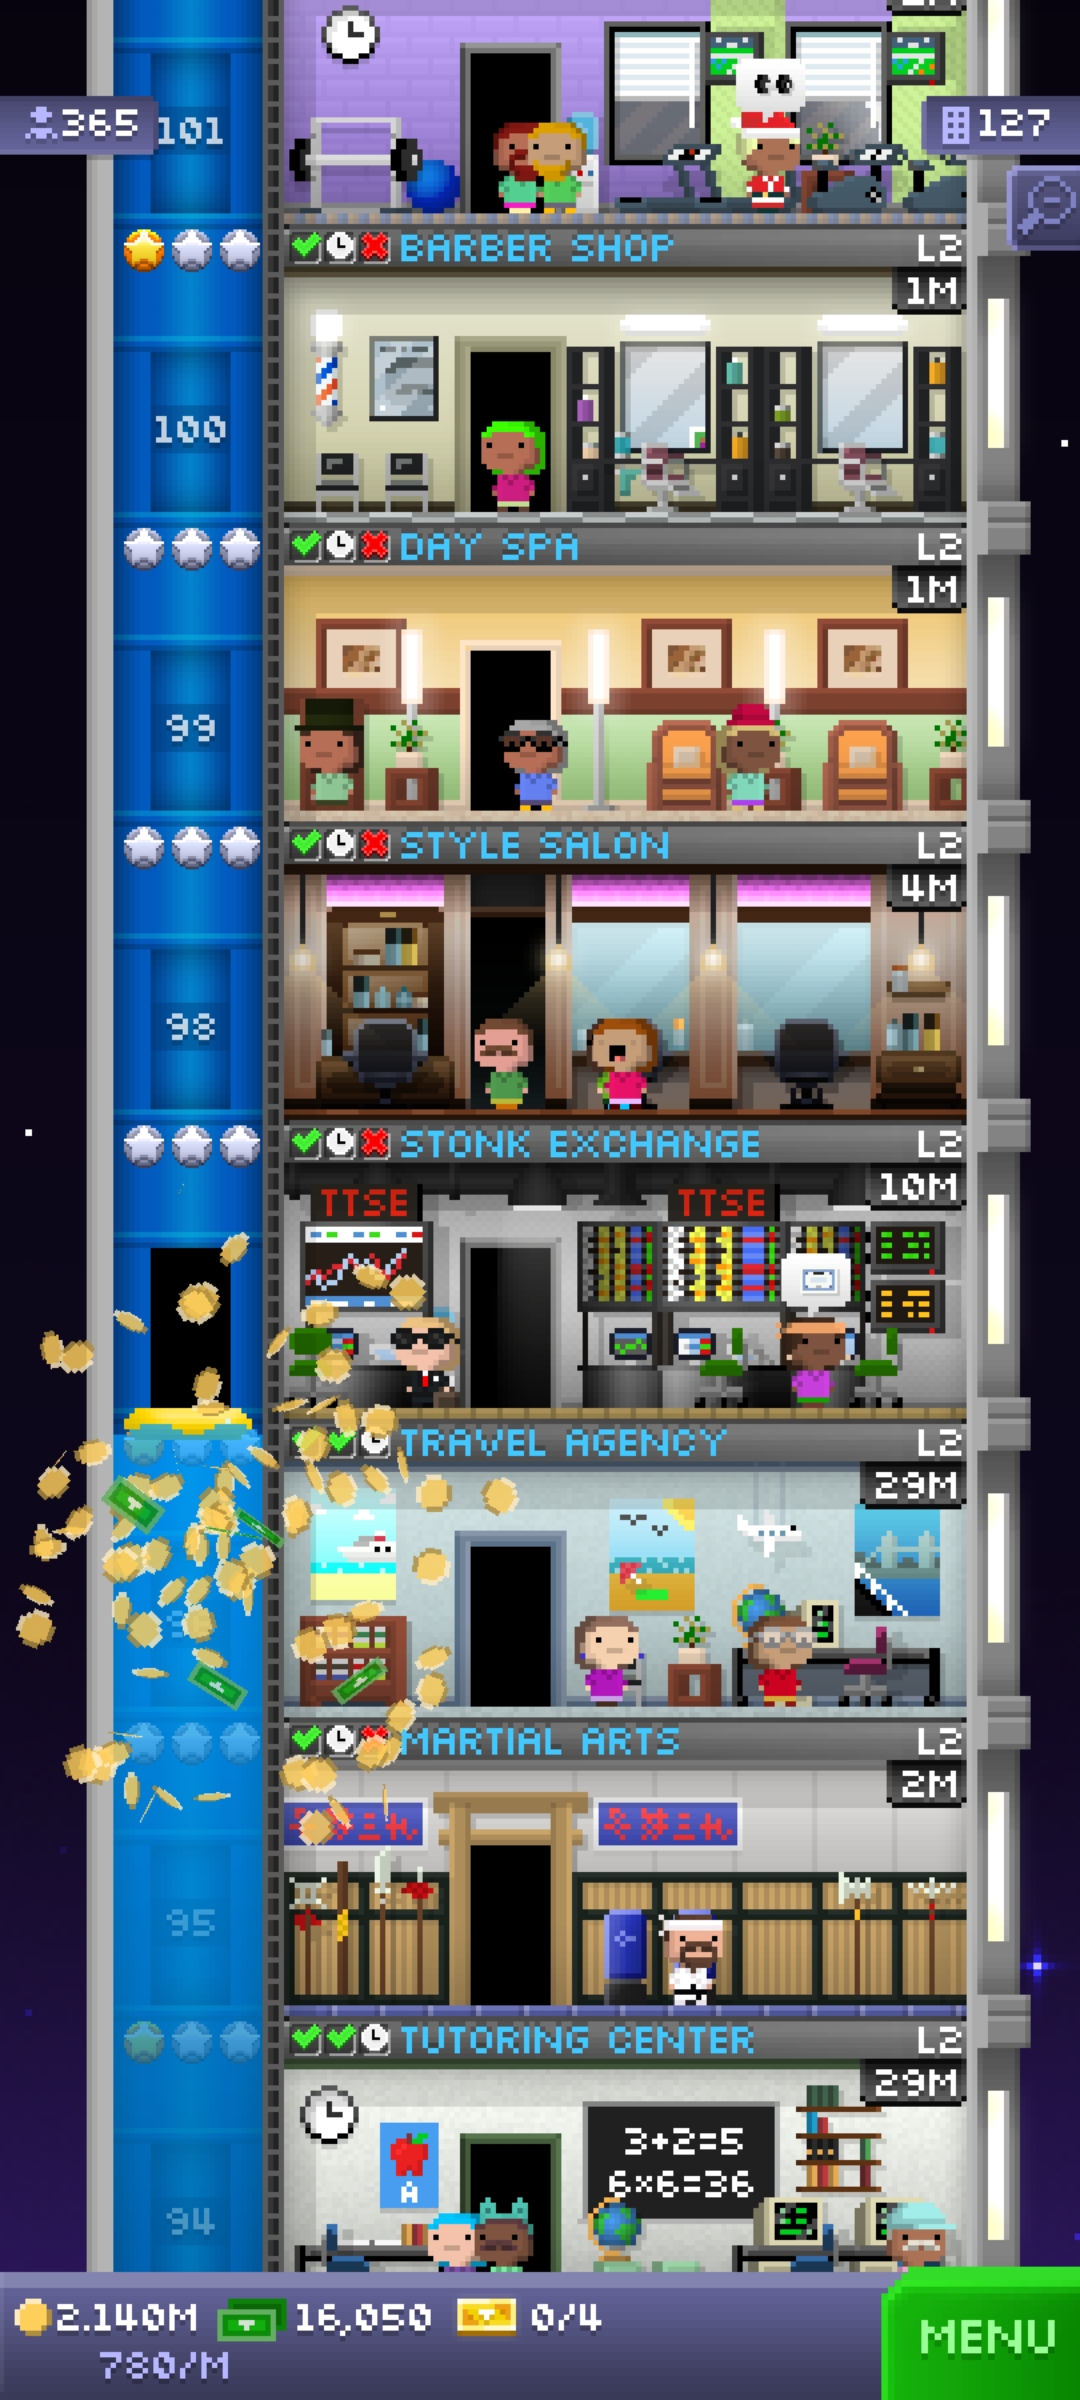 365
101
127
BARBER SHOP L2
1M
100
DAY SPA L2
1M
99
STYLE SALON L2
4M
98
STONK EXCHANGE L2
10M
TTSE TTSE
TRAVEL AGENCY L2
29M
MARTIAL ARTS L2
2M
95
TUTORING CENTER L2
29M
3+2=5
6×6=36
A
94
2.140M 16,050 0/4
780/M
MENU